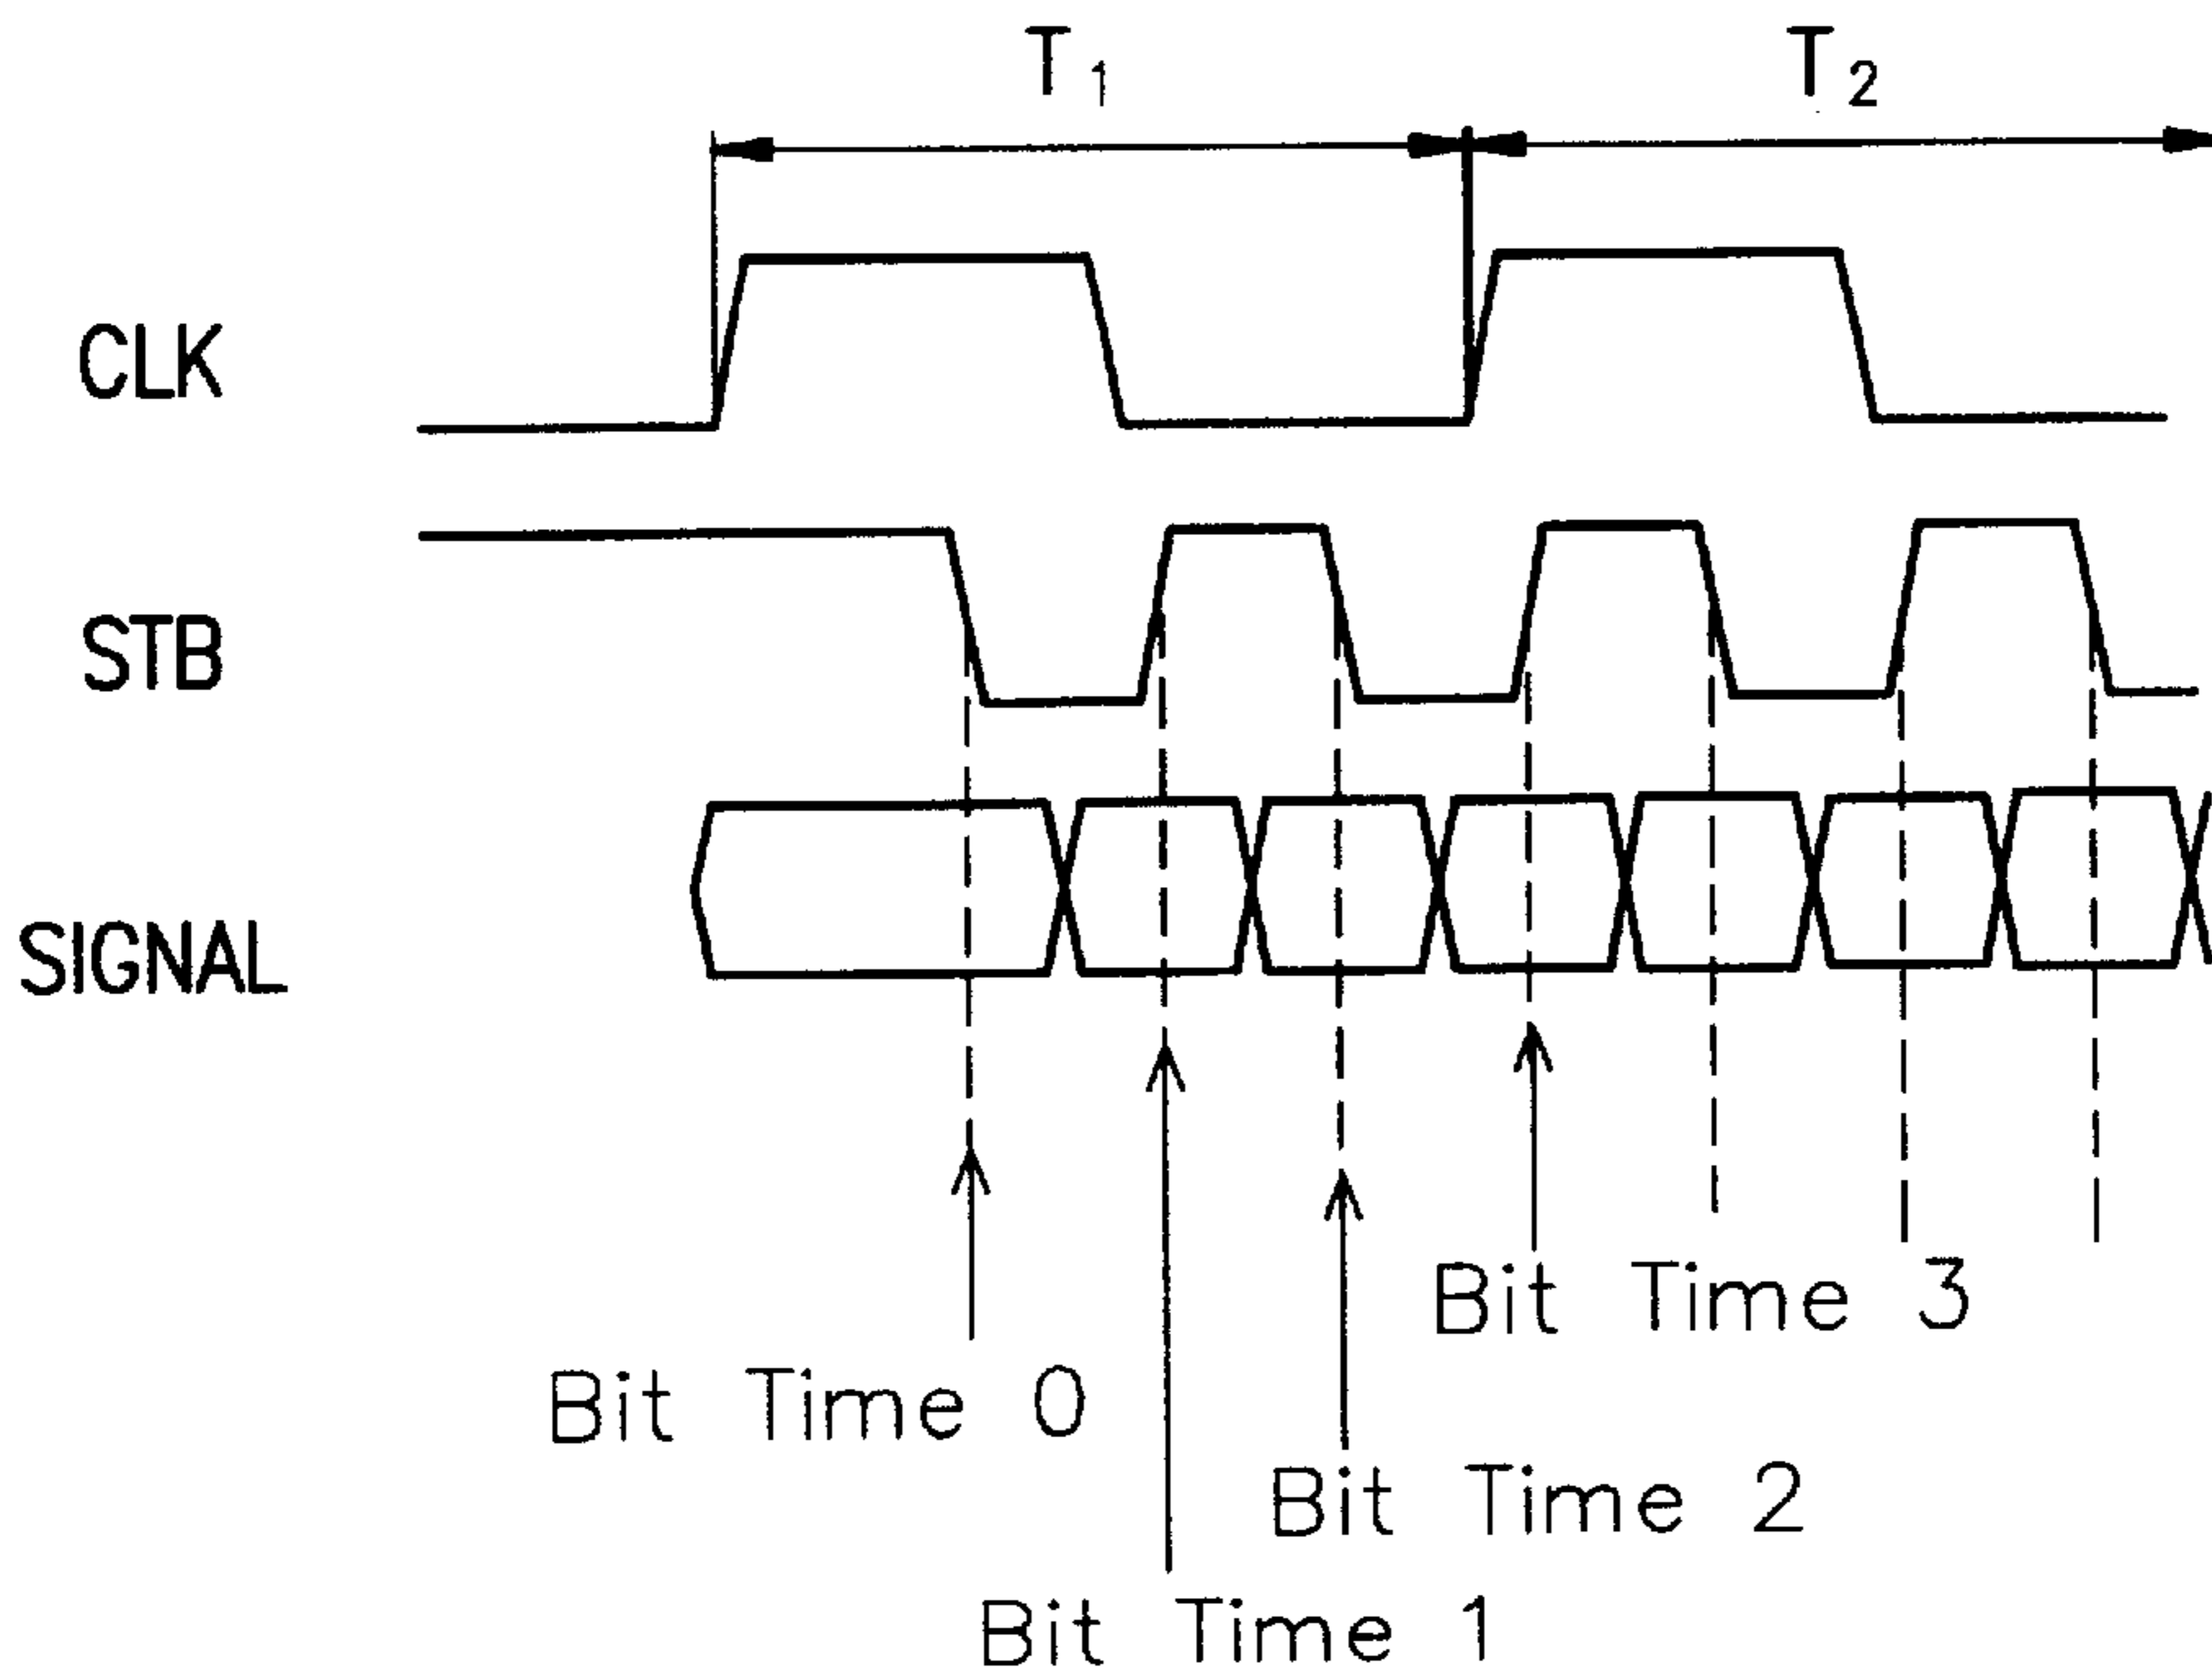 T1 T2
CLK
STB
SIGNAL
Bit Time 3
Bit Time 0
Bit Time 2
Bit Time 1